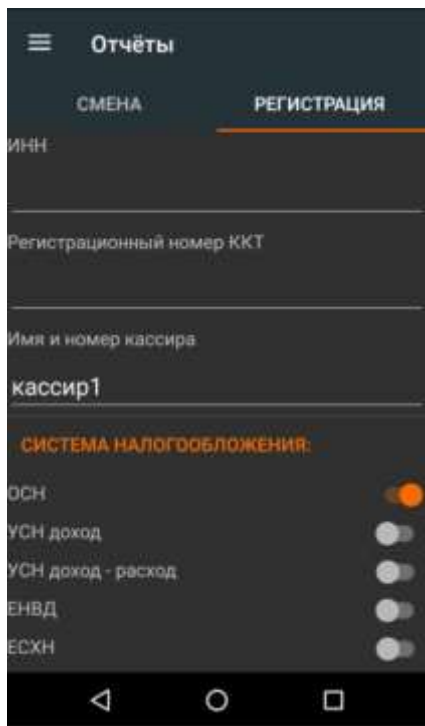 Отчёты
СМЕНА РЕГИСТРАЦИЯ
ИНН
Регистрационный номер ККТ
Имя и номер кассира
кассир1
СИСТЕМА НАЛОГООБЛОЖЕНИЯ:
ОСН
УСН доход
УСН доход - расход
ЕНВД
ЕСХН